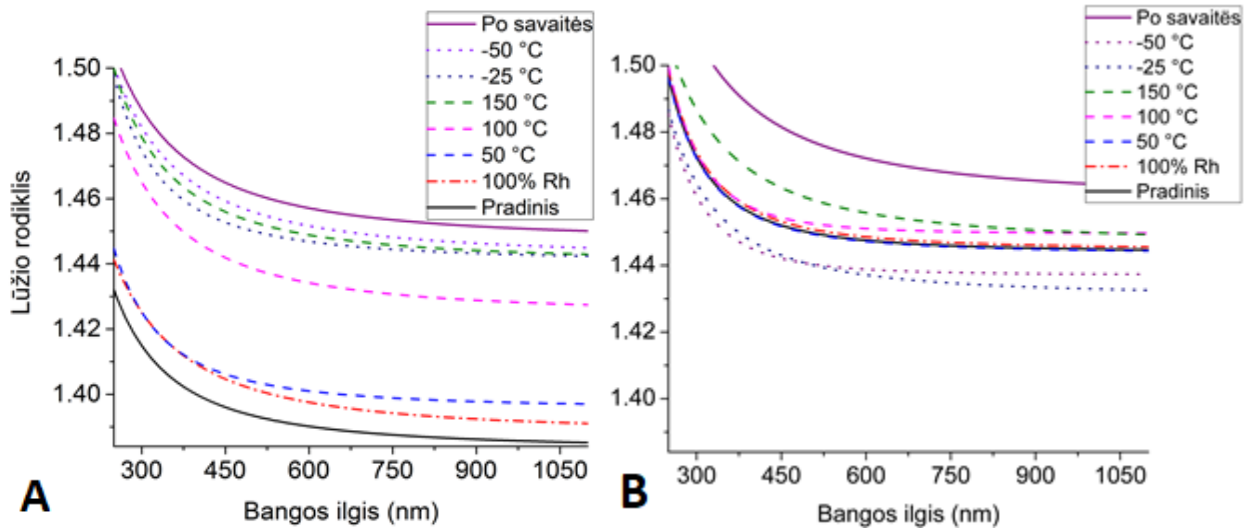 Po savaitės
-50 °C
-25 °C
150 °C
100 °C
50 °C
100% Rh
Pradinis
1.50
1.48
1.46
1.44
1.42
1.40
Lūžio rodiklis
300 450 600 750 900 1050
Bangos ilgis (nm)
A
Po savaitės
-50 °C
-25 °C
150 °C
100 °C
50 °C
100% Rh
Pradinis
1.50
1.48
1.46
1.44
1.42
1.40
300 450 600 750 900 1050
Bangos ilgis (nm)
B